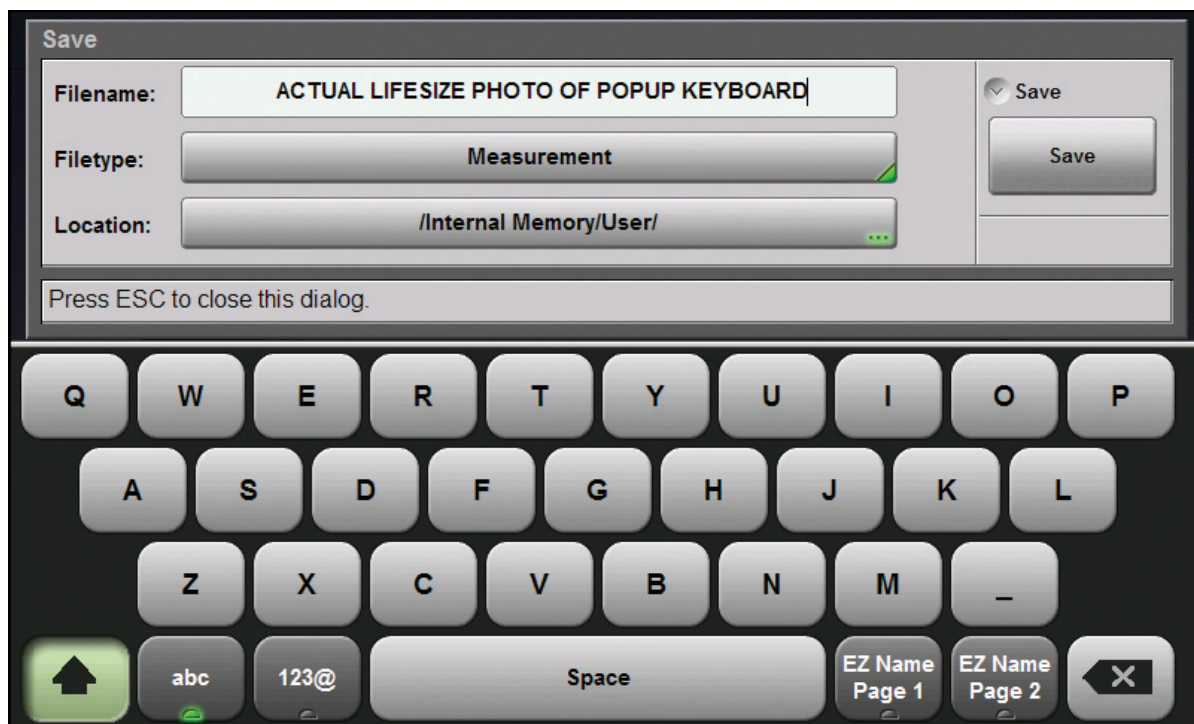 Save
Filename: ACTUAL LIFESIZE PHOTO OF POPUP KEYBOARD
Save
Filetype: Measurement
Save
Location: /Internal Memory/User/
...
Press ESC to close this dialog.
Q W E R T Y U I O P
A S D F G H J K L
Z X C V B N M _
abc 123@ Space EZ Name Page 1 EZ Name Page 2